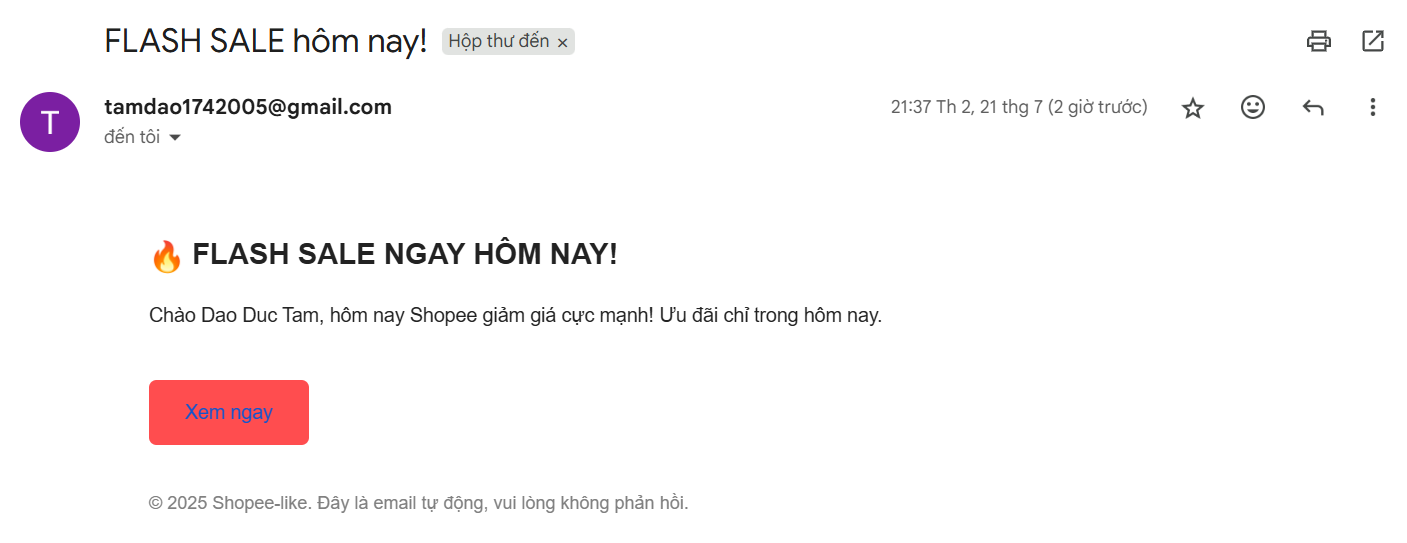 FLASH SALE hôm nay! Hộp thư đến ×
T
tamdao1742005@gmail.com 21:37 Th 2, 21 thg 7 (2 giờ trước)
đến tôi
🔥 FLASH SALE NGAY HÔM NAY!
Chào Dao Duc Tam, hôm nay Shopee giảm giá cực mạnh! Ưu đãi chỉ trong hôm nay.
Xem ngay
© 2025 Shopee-like. Đây là email tự động, vui lòng không phản hồi.